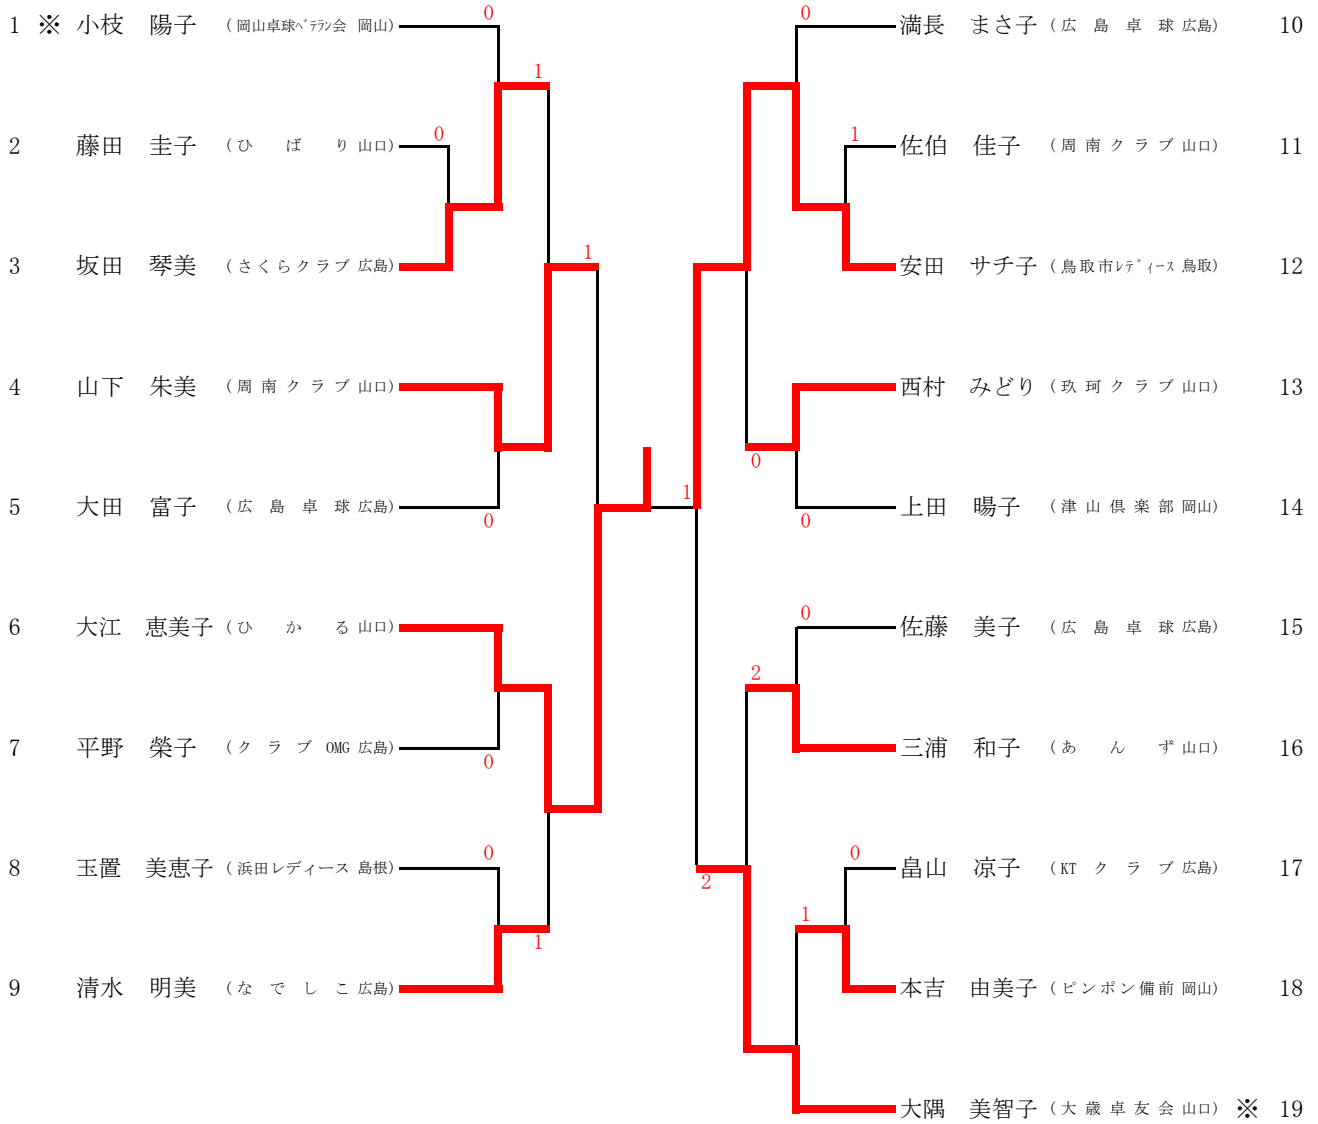 0 0
1 ※ 小枝 陽子 (岡山卓球ベテラン会 岡山) 満長 まさ子 (広島卓球 広島) 10
1
2 藤田 圭子 (ひばり 山口) 0 1 佐伯 佳子 (周南クラブ 山口) 11
1
3 坂田 琴美 (さくらクラブ 広島) 安田 サチ子 (鳥取市レディース 鳥取) 12
4 山下 朱美 (周南クラブ 山口) 西村 みどり (玖珂クラブ 山口) 13
0
1
5 大田 富子 (広島卓球 広島) 上田 暘子 (津山倶楽部 岡山) 14
0 0
0
6 大江 恵美子 (ひかる 山口) 佐藤 美子 (広島卓球 広島) 15
2
7 平野 榮子 (クラブOMG 広島) 三浦 和子 (あんず 山口) 16
0
0 0
8 玉置 美恵子 (浜田レディース 島根) 畠山 凉子 (KTクラブ 広島) 17
2
1
1
9 清水 明美 (なでしこ 広島) 本吉 由美子 (ピンポン備前 岡山) 18
大隅 美智子 (大歳卓友会 山口) ※ 19